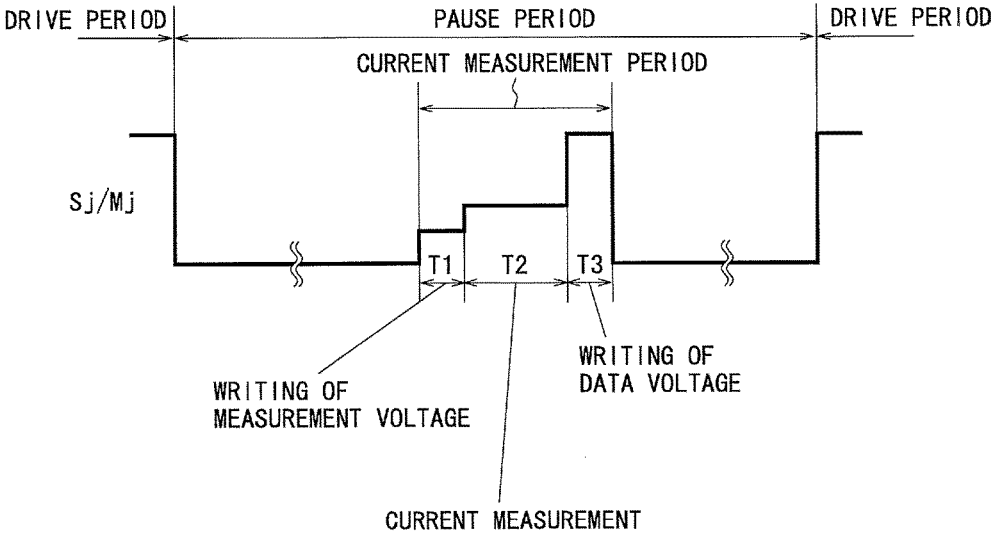 DRIVE PERIOD
PAUSE PERIOD
DRIVE PERIOD
CURRENT MEASUREMENT PERIOD
Sj/Mj
T1
T2
T3
WRITING OF
MEASUREMENT VOLTAGE
WRITING OF
DATA VOLTAGE
CURRENT MEASUREMENT